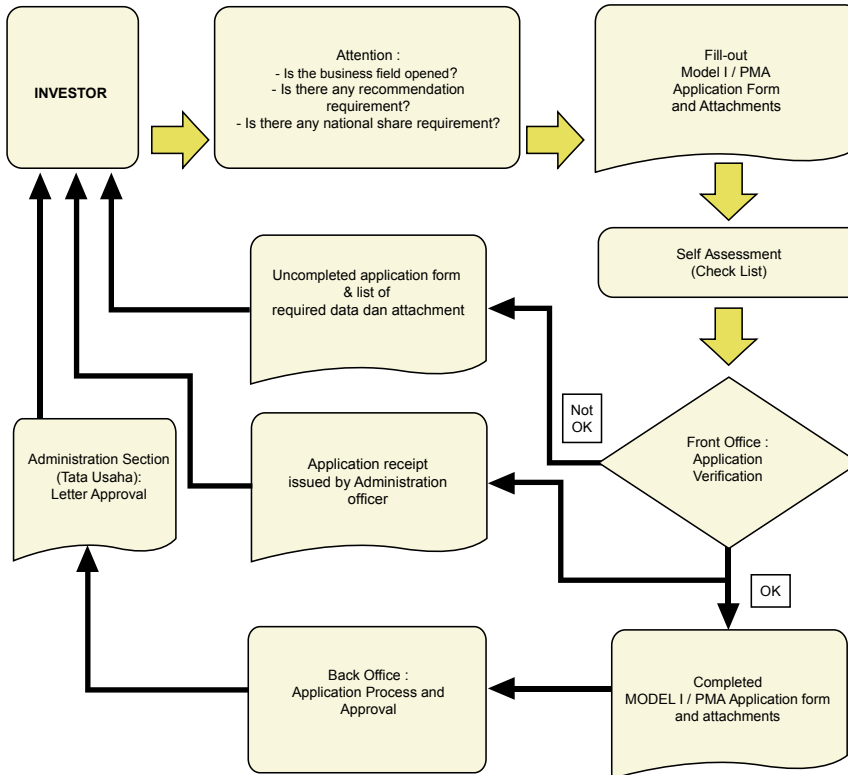 INVESTOR
Attention :
- Is the business field opened?
- Is there any recommendation
requirement?
- Is there any national share requirement?
Fill-out
Model I / PMA
Application Form
and Attachments
Self Assessment
(Check List)
Uncompleted application form
& list of
required data dan attachment
Not
OK
Front Office :
Application
Verification
Administration Section
(Tata Usaha):
Letter Approval
Application receipt
issued by Administration
officer
OK
Back Office :
Application Process and
Approval
Completed
MODEL I / PMA Application form
and attachments